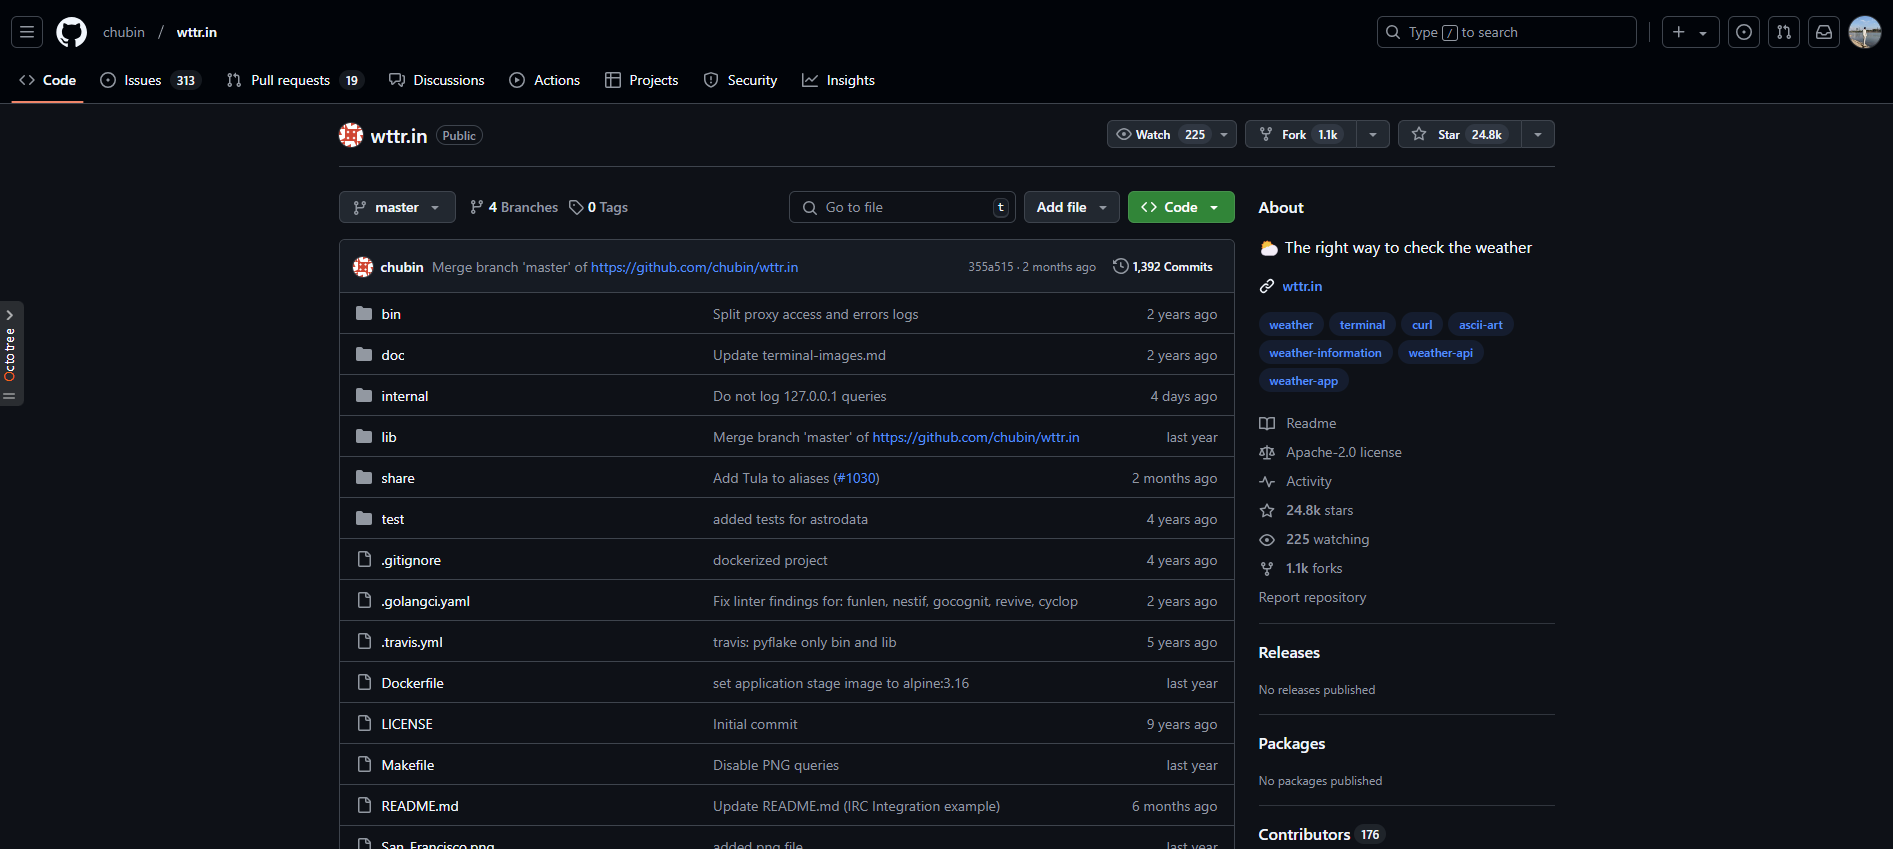 chubin / wttr.in
Type / to search
Code Issues 313 Pull requests 19 Discussions Actions Projects Security Insights
wttr.in Public
Watch 225 Fork 1.1k Star 24.8k
master 4 Branches 0 Tags Go to file t Add file Code
chubin Merge branch 'master' of https://github.com/chubin/wttr.in 355a515 · 2 months ago 1,392 Commits
bin Split proxy access and errors logs 2 years ago
doc Update terminal-images.md 2 years ago
internal Do not log 127.0.0.1 queries 4 days ago
lib Merge branch 'master' of https://github.com/chubin/wttr.in last year
share Add Tula to aliases (#1030) 2 months ago
test added tests for astrodata 4 years ago
.gitignore dockerized project 4 years ago
.golangci.yaml Fix linter findings for: funlen, nestif, gocognit, revive, cyclop 2 years ago
.travis.yml travis: pyflake only bin and lib 5 years ago
Dockerfile set application stage image to alpine:3.16 last year
LICENSE Initial commit 9 years ago
Makefile Disable PNG queries last year
README.md Update README.md (IRC Integration example) 6 months ago
San_Francisco.png added png file last year
About
The right way to check the weather
wttr.in
weather terminal curl ascii-art
weather-information weather-api
weather-app
Readme
Apache-2.0 license
Activity
24.8k stars
225 watching
1.1k forks
Report repository
Releases
No releases published
Packages
No packages published
Contributors 176
Octotree